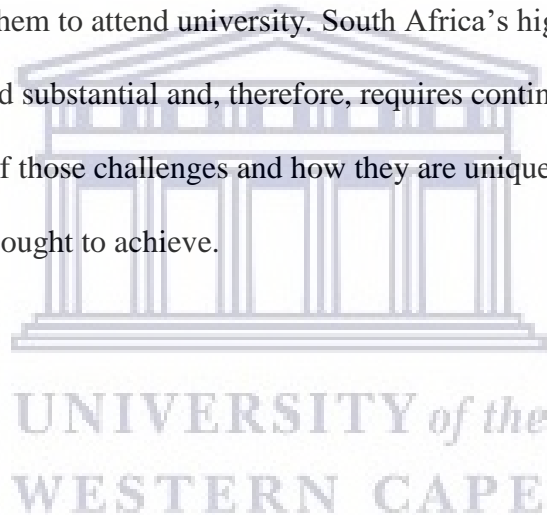 hem to attend university. South Africa’s hig
d substantial and, therefore, requires contin
f those challenges and how they are unique
ought to achieve.
UNIVERSITY of the
WESTERN CAPE